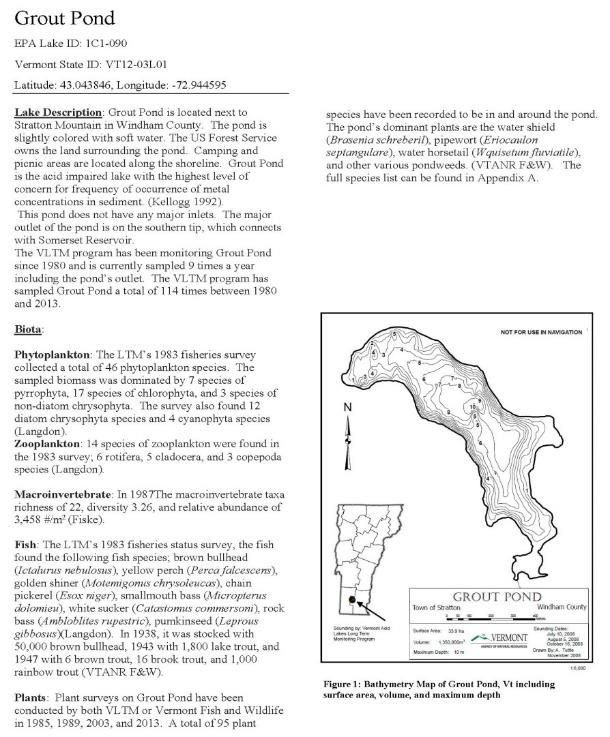 Grout Pond
EPA Lake ID: 1C1-090
Vermont State ID: VT12-03L01
Latitude: 43.043846, Longitude: -72.944595
Lake Description: Grout Pond is located next to
Stratton Mountain in Windham County. The pond is
slightly colored with soft water. The US Forest Service
owns the land surrounding the pond. Camping and
picnic areas are located along the shoreline. Grout Pond
is the acid impaired lake with the highest level of
concern for frequency of occurrence of metal
concentrations in sediment. (Kellogg 1992).
This pond does not have any major inlets. The major
outlet of the pond is on the southern tip, which connects
with Somerset Reservoir.
The VLTM program has been monitoring Grout Pond
since 1980 and is currently sampled 9 times a year
including the pond's outlet. The VLTM program has
sampled Grout Pond a total of 114 times between 1980
and 2013.
Biota:
Phytoplankton: The LTM's 1983 fisheries survey
collected a total of 46 phytoplankton species. The
sampled biomass was dominated by 7 species of
pyrrophyta, 17 species of chlorophyta, and 3 species of
non-diatom chrysophyta. The survey also found 12
diatom chrysophyta species and 4 cyanophyta species
(Langdon).
Zooplankton: 14 species of zooplankton were found in
the 1983 survey; 6 rotifera, 5 cladocera, and 3 copepoda
species (Langdon).
Macroinvertebrate: In 1987The macroinvertebrate taxa
richness of 22, diversity 3.26, and relative abundance of
3,458 #/m² (Fiske).
Fish: The LTM's 1983 fisheries status survey, the fish
found the following fish species; brown bullhead
(Ictalurus nebulosus), yellow perch (Perca falcescens),
golden shiner (Motemigonus chrysoleucas), chain
pickerel (Esox niger), smallmouth bass (Micropterus
dolomieu), white sucker (Catastomus commersoni), rock
bass (Ambloblites rupestric), pumkinseed (Leprous
gibbosus)(Langdon). In 1938, it was stocked with
50,000 brown bullhead, 1943 with 1,800 lake trout, and
1947 with 6 brown trout, 16 brook trout, and 1,000
rainbow trout (VTANR F&W).
Plants: Plant surveys on Grout Pond have been
conducted by both VLTM or Vermont Fish and Wildlife
in 1985, 1989, 2003, and 2013. A total of 95 plant
species have been recorded to be in and around the pond.
The pond's dominant plants are the water shield
(Brasenia schreberil), pipewort (Eriocaulon
septangulare), water horsetail (Wquisetum fluviatile),
and other various pondweeds. (VTANR F&W). The
full species list can be found in Appendix A.
NOT FOR USE IN NAVIGATION
N
GROUT POND
Town of Stratton
Windham County
Surface Area: 33.9 ha
Maximum Depth: 10 m
VERMONT
AGENCY OF NATURAL RESOURCES
Sounding Dates:
July 10, 2008
August 5, 2008
October 16, 2008
Drawn By: A. Tuttle
November 2008
Sounding by: Vermont Acid
Lakes Long Term
Monitoring Program
Figure 1: Bathymetry Map of Grout Pond, Vt including
surface area, volume, and maximum depth